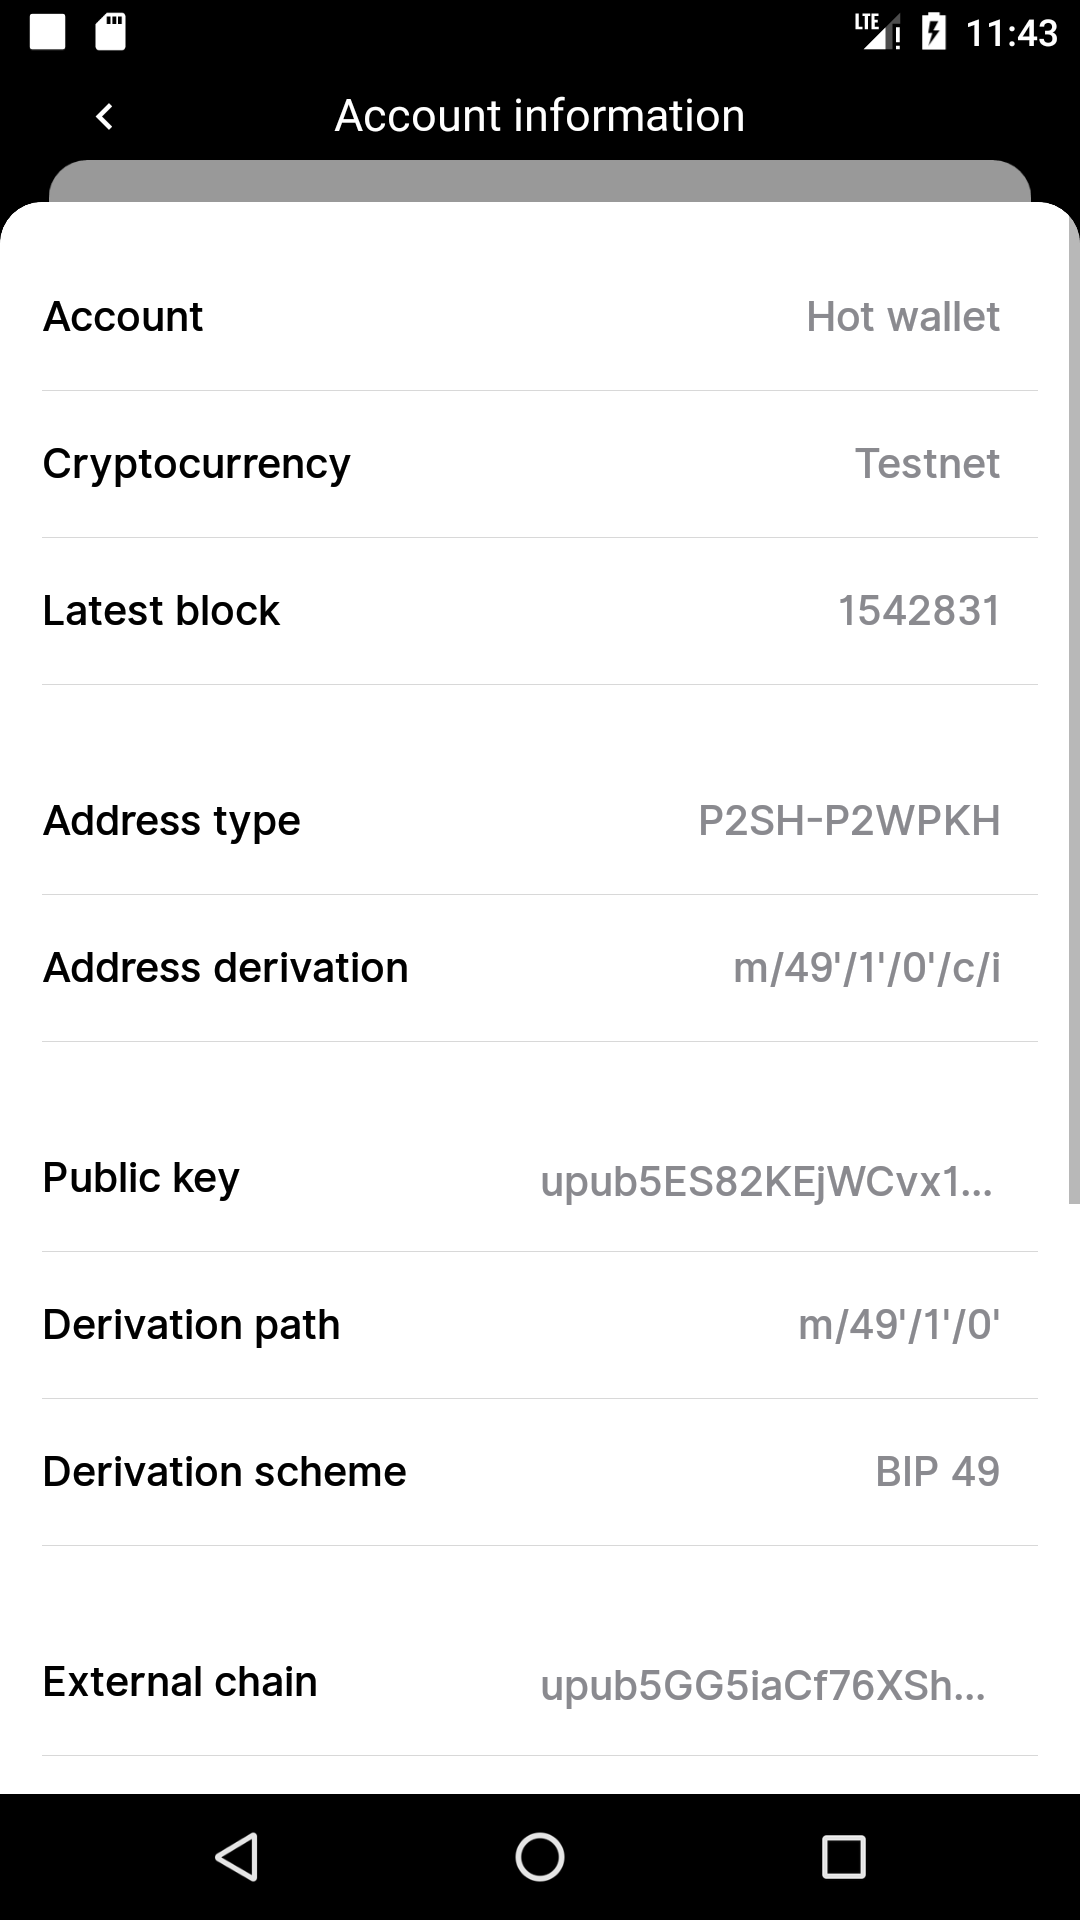 LTE 11:43
Account information
Account Hot wallet
Cryptocurrency Testnet
Latest block 1542831
Address type P2SH-P2WPKH
Address derivation m/49'/1'/0'/c/i
Public key upub5ES82KEjWCvx1...
Derivation path m/49'/1'/0'
Derivation scheme BIP 49
External chain upub5GG5iaCf76XSh...